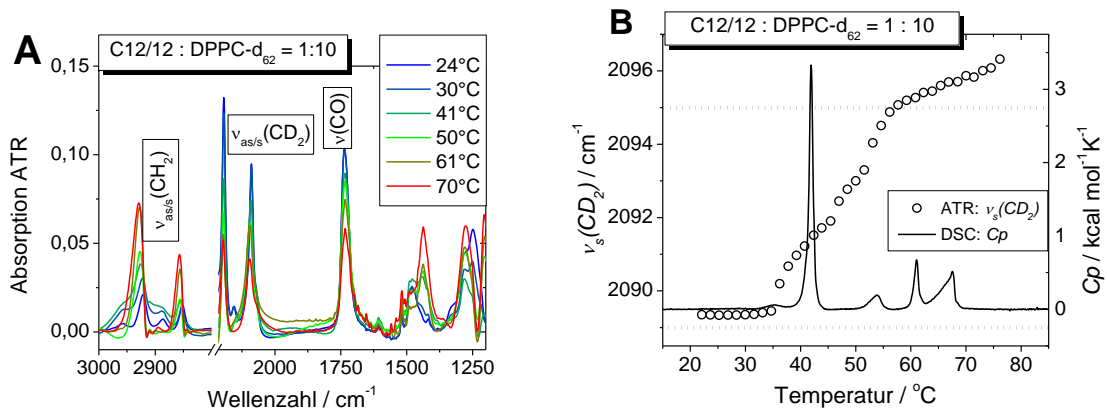 A
C12/12 : DPPC-d62 = 1:10
0,15
0,10
0,05
0,00
Absorption ATR
νas/s(CH2)
νas/s(CD2)
ν(CO)
24°C
30°C
41°C
50°C
61°C
70°C
3000 2900 2000 1750 1500 1250
Wellenzahl / cm-1
B
C12/12 : DPPC-d62 = 1 : 10
2096
2094
2092
2090
νs(CD2) / cm-1
3
2
1
0
Cp / kcal mol-1K-1
ATR: νs(CD2)
DSC: Cp
20 30 40 50 60 70 80
Temperatur / oC